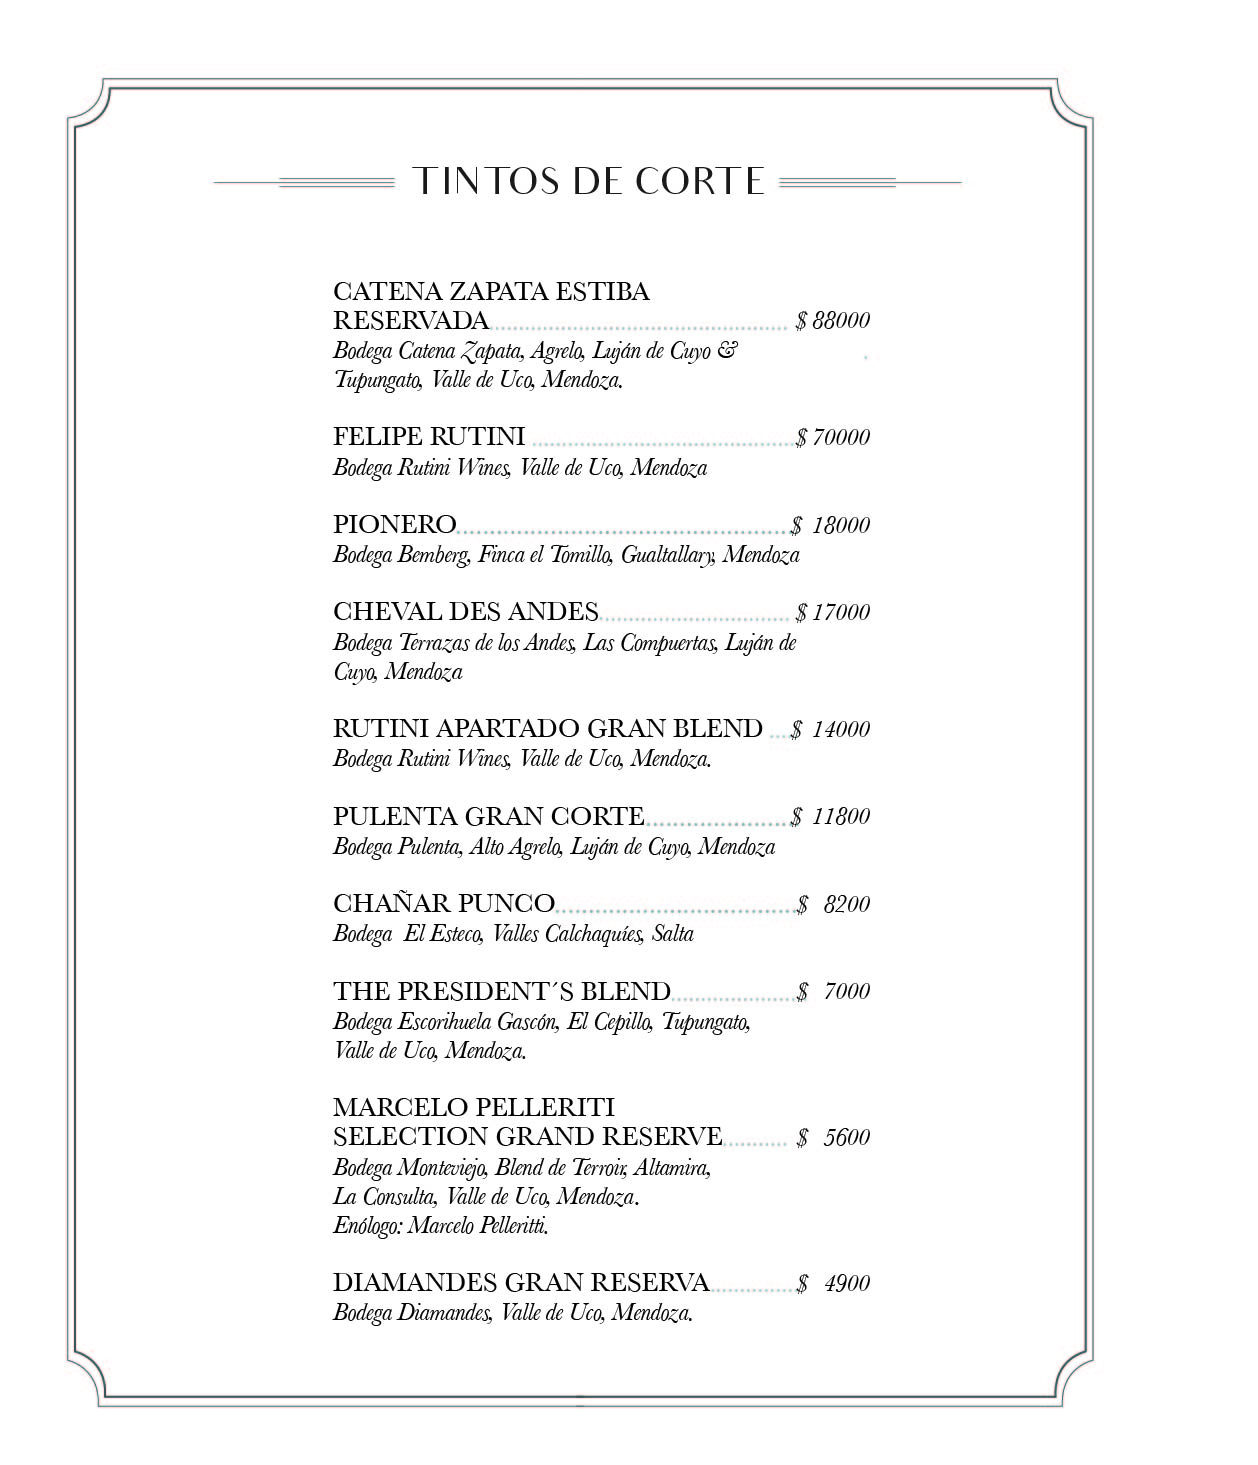 TINTOS DE CORTE
CATENA ZAPATA ESTIBA
RESERVADA $ 88000
Bodega Catena Zapata, Agrelo, Luján de Cuyo &
Tupungato, Valle de Uco, Mendoza.
FELIPE RUTINI $ 70000
Bodega Rutini Wines, Valle de Uco, Mendoza
PIONERO $ 18000
Bodega Bemberg, Finca el Tomillo, Gualtallary, Mendoza
CHEVAL DES ANDES $ 17000
Bodega Terrazas de los Andes, Las Compuertas, Luján de
Cuyo, Mendoza
RUTINI APARTADO GRAN BLEND $ 14000
Bodega Rutini Wines, Valle de Uco, Mendoza.
PULENTA GRAN CORTE $ 11800
Bodega Pulenta, Alto Agrelo, Luján de Cuyo, Mendoza
CHAÑAR PUNCO $ 8200
Bodega El Esteco, Valles Calchaquíes, Salta
THE PRESIDENT´S BLEND $ 7000
Bodega Escorihuela Gascón, El Cepillo, Tupungato,
Valle de Uco, Mendoza.
MARCELO PELLERITI
SELECTION GRAND RESERVE $ 5600
Bodega Monteviejo, Blend de Terroir, Altamira,
La Consulta, Valle de Uco, Mendoza.
Enólogo: Marcelo Pelleritti.
DIAMANDES GRAN RESERVA $ 4900
Bodega Diamandes, Valle de Uco, Mendoza.